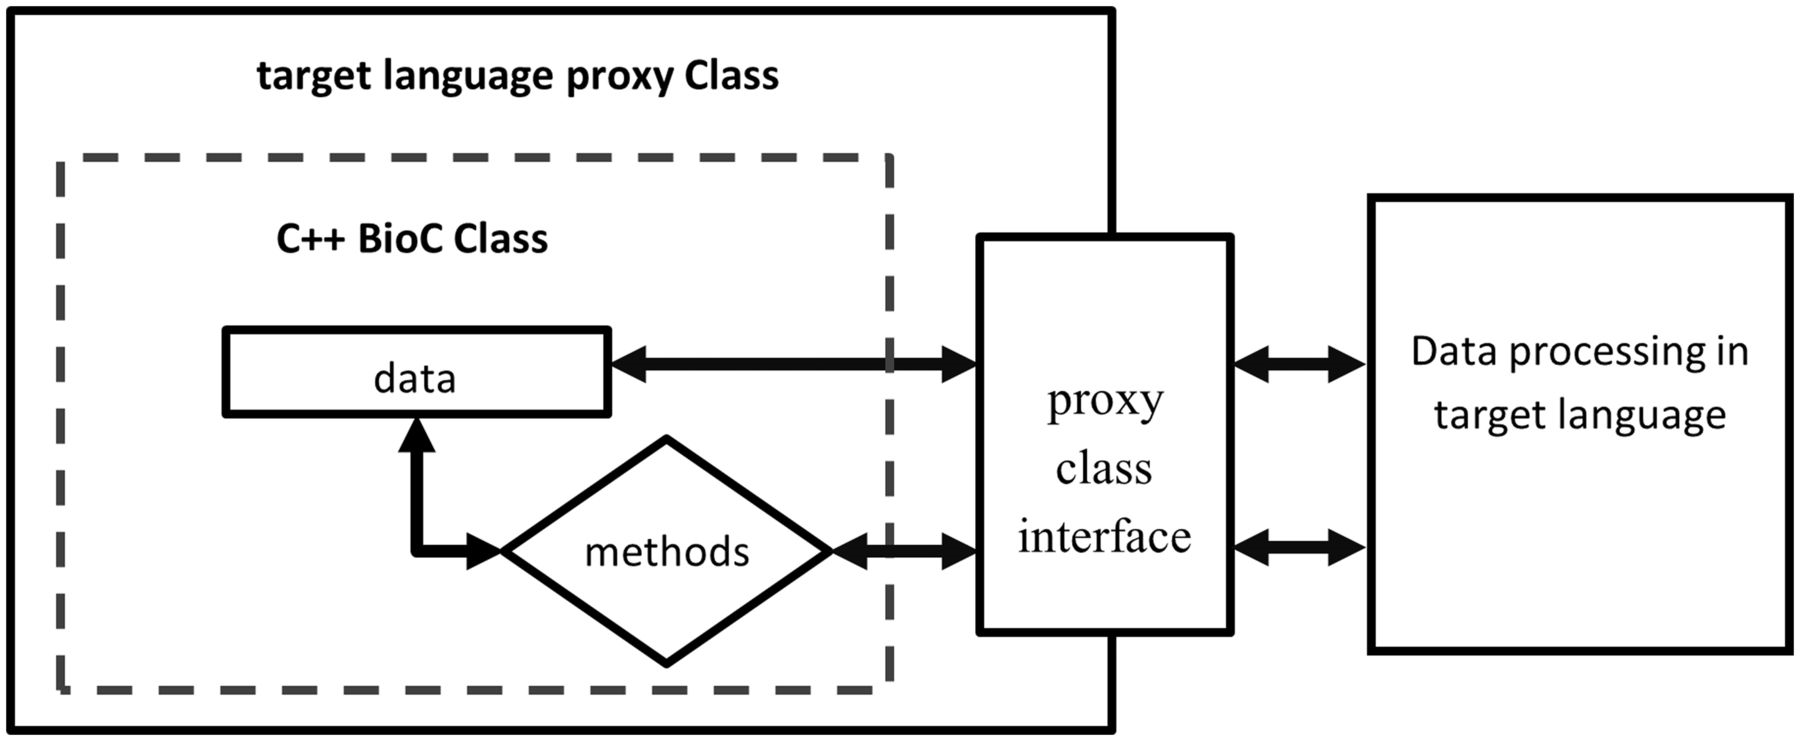 target language proxy Class
C++ BioC Class
data
methods
proxy
class
interface
Data processing in
target language